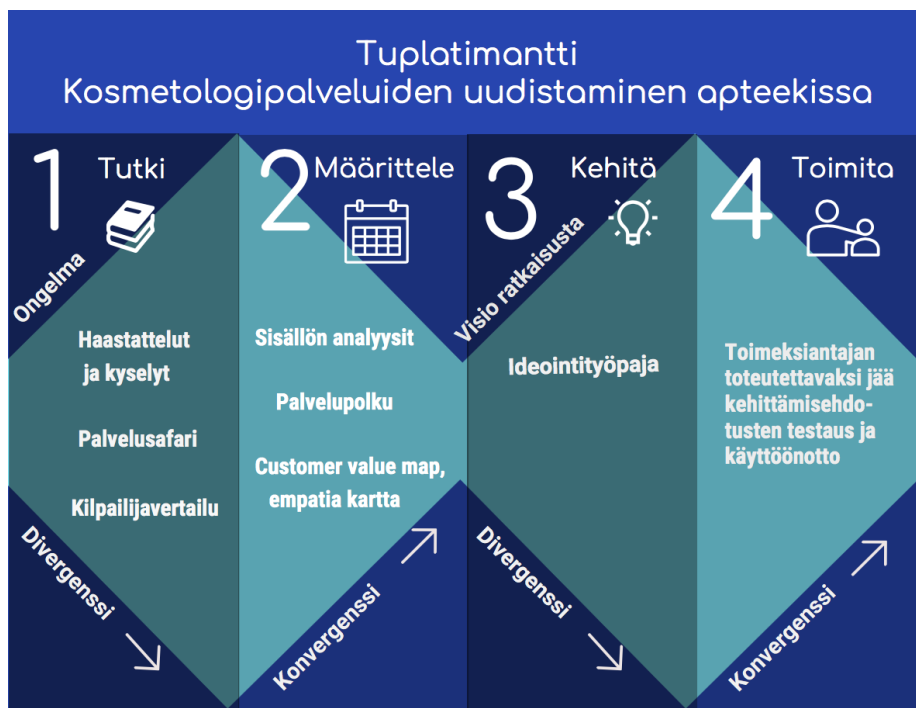 Tuplatimantti
Kosmetologipalveluiden uudistaminen apteekissa
1 Tutki
Ongelma
Haastattelut
ja kyselyt
Palvelusafari
Kilpailijavertailu
Divergenssi
2 Määrittele
Sisällön analyysit
Palvelupolku
Customer value map,
empatia kartta
Konvergenssi
3 Kehitä
Visio ratkaisusta
Ideointityöpaja
Divergenssi
4 Toimita
Toimeksiantajan
toteutettavaksi jää
kehittämisehdo-
tusten testaus ja
käyttöönotto
Konvergenssi